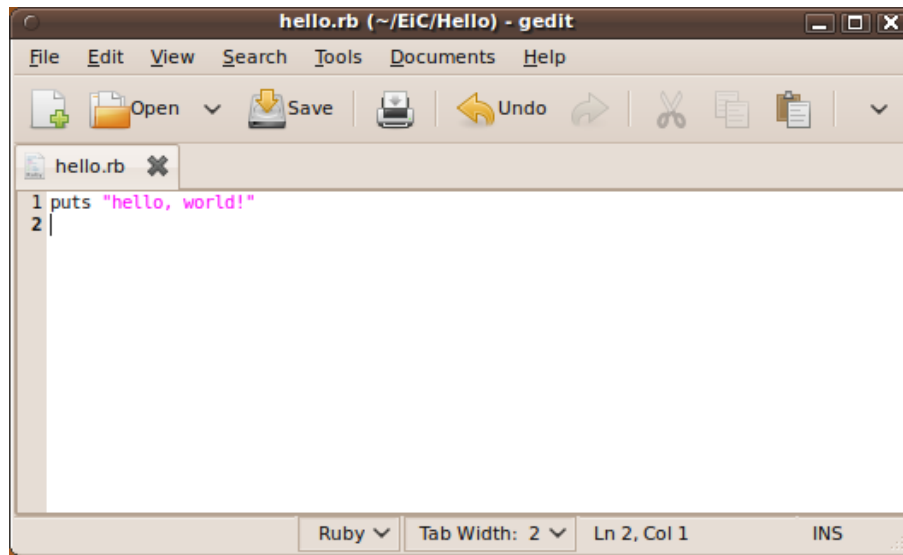 hello.rb (~/EiC/Hello) - gedit
File Edit View Search Tools Documents Help
Open Save Undo
hello.rb
1 puts "hello, world!"
2
Ruby Tab Width: 2 Ln 2, Col 1 INS